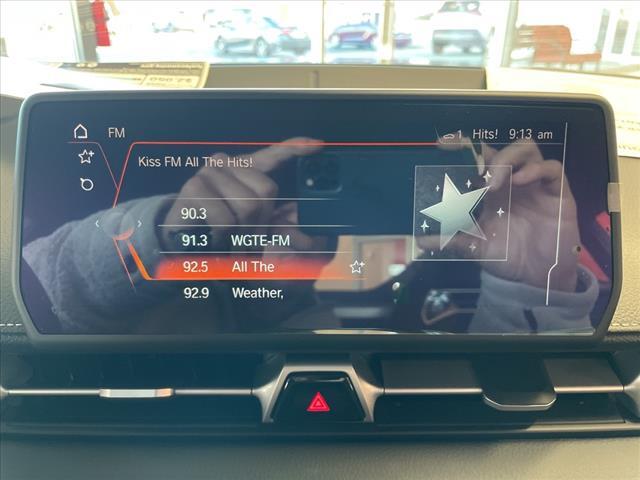 FM
1 Hits! 9:13 am
Kiss FM All The Hits!
90.3
91.3 WGTE-FM
92.5 All The
92.9 Weather,